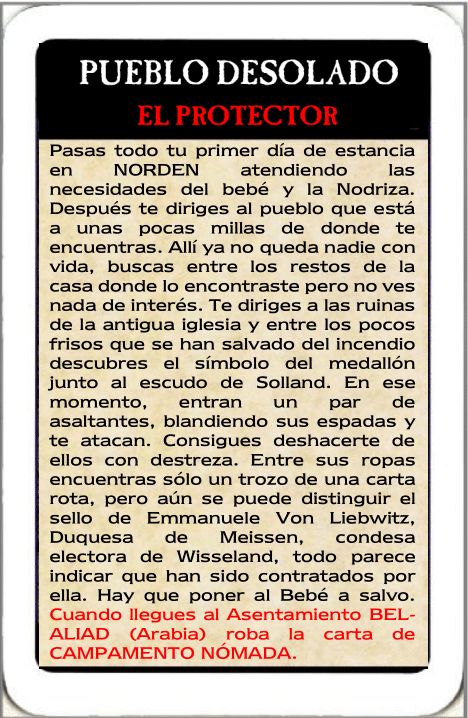 PUEBLO DESOLADO
EL PROTECTOR
Pasas todo tu primer día de estancia
en NORDEN atendiendo las
necesidades del bebé y la Nodriza.
Después te diriges al pueblo que está
a unas pocas millas de donde te
encuentras. Allí ya no queda nadie con
vida, buscas entre los restos de la
casa donde lo encontraste pero no ves
nada de interés. Te diriges a las ruinas
de la antigua iglesia y entre los pocos
frisos que se han salvado del incendio
descubres el símbolo del medallón
junto al escudo de Solland. En ese
momento, entran un par de
asaltantes, blandiendo sus espadas y
te atacan. Consigues deshacerte de
ellos con destreza. Entre sus ropas
encuentras sólo un trozo de una carta
rota, pero aún se puede distinguir el
sello de Emmanuele Von Liebwitz,
Duquesa de Meissen, condesa
electora de Wisseland, todo parece
indicar que han sido contratados por
ella. Hay que poner al Bebé a salvo.
Cuando llegues al Asentamiento BEL-
ALIAD (Arabia) roba la carta de
CAMPAMENTO NÓMADA.